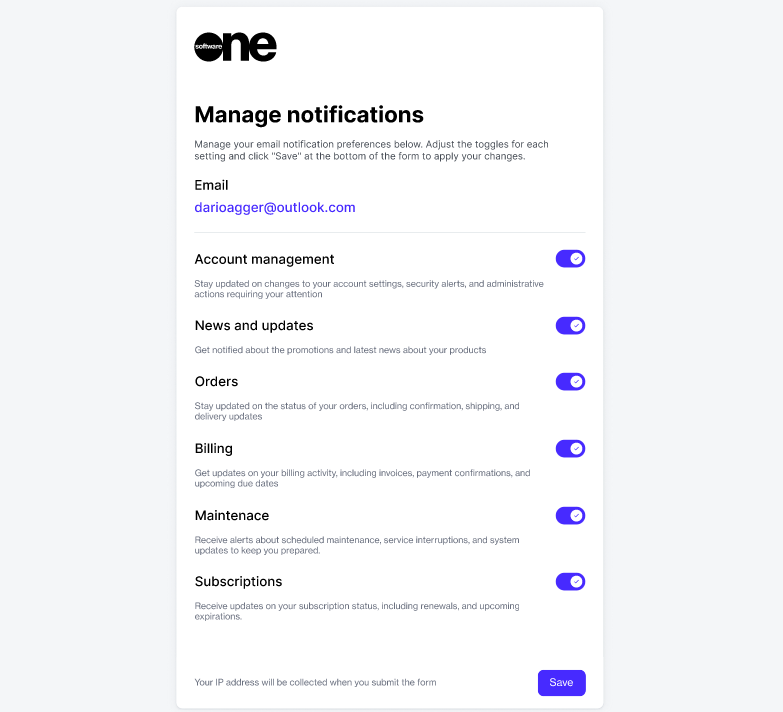 software one
Manage notifications
Manage your email notification preferences below. Adjust the toggles for each
setting and click "Save" at the bottom of the form to apply your changes.
Email
darioagger@outlook.com
Account management
Stay updated on changes to your account settings, security alerts, and administrative
actions requiring your attention
News and updates
Get notified about the promotions and latest news about your products
Orders
Stay updated on the status of your orders, including confirmation, shipping, and
delivery updates
Billing
Get updates on your billing activity, including invoices, payment confirmations, and
upcoming due dates
Maintenace
Receive alerts about scheduled maintenance, service interruptions, and system
updates to keep you prepared.
Subscriptions
Receive updates on your subscription status, including renewals, and upcoming
expirations.
Your IP address will be collected when you submit the form
Save